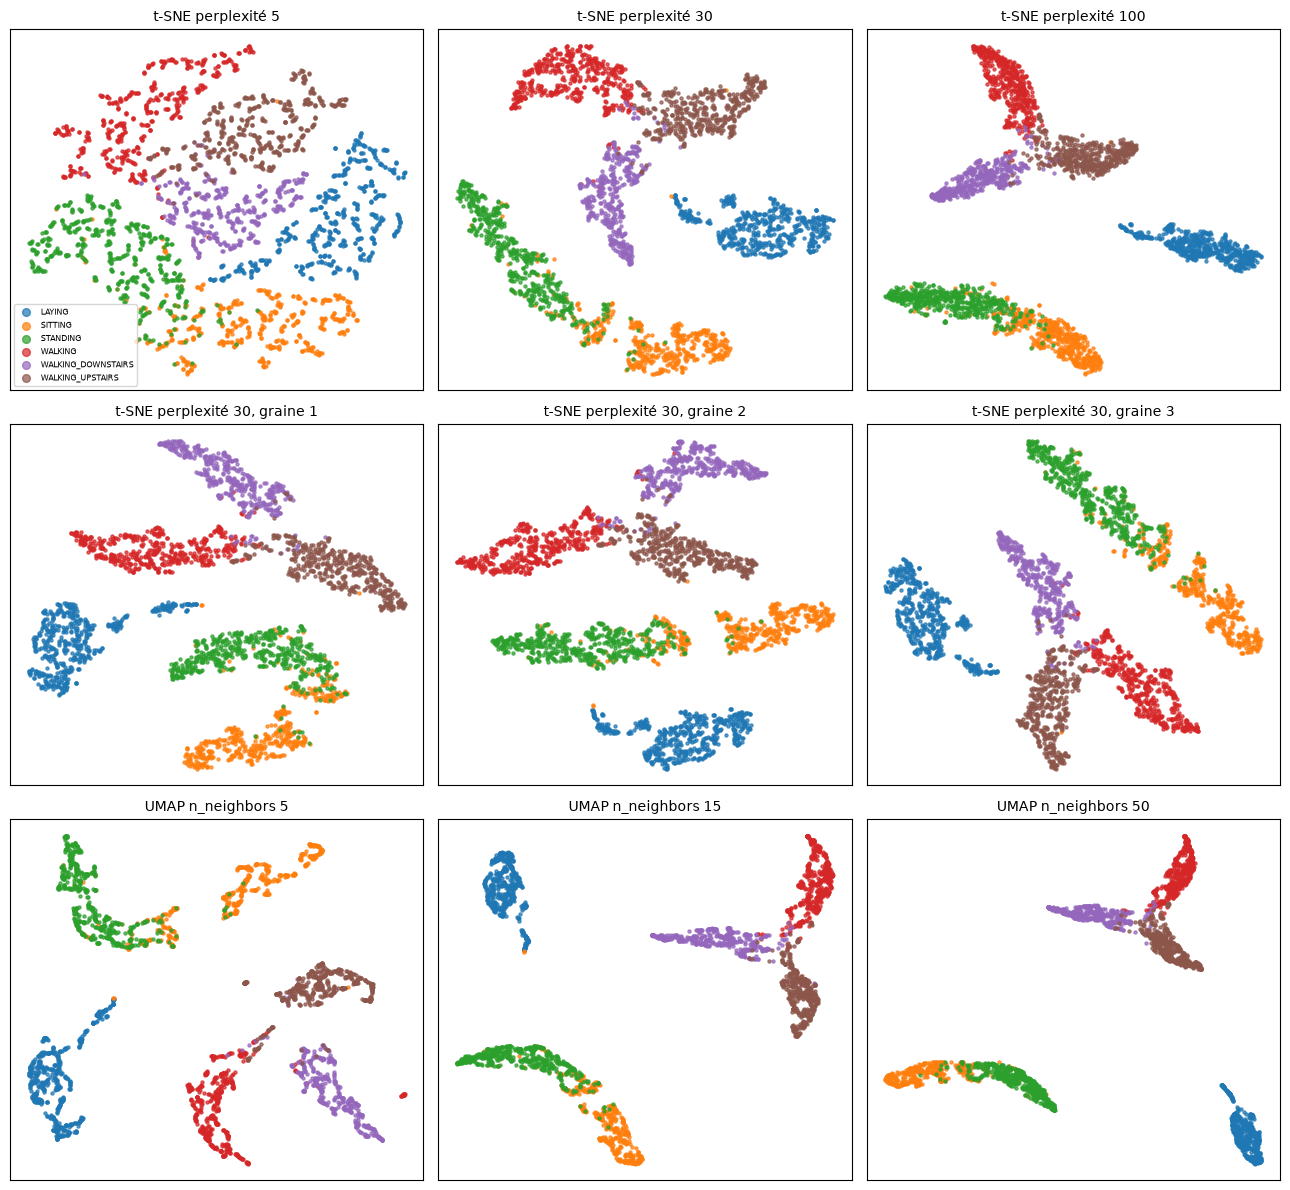 t-SNE perplexité 5
t-SNE perplexité 30
t-SNE perplexité 100
LAYING
SITTING
STANDING
WALKING
WALKING_DOWNSTAIRS
WALKING_UPSTAIRS
t-SNE perplexité 30, graine 1
t-SNE perplexité 30, graine 2
t-SNE perplexité 30, graine 3
UMAP n_neighbors 5
UMAP n_neighbors 15
UMAP n_neighbors 50